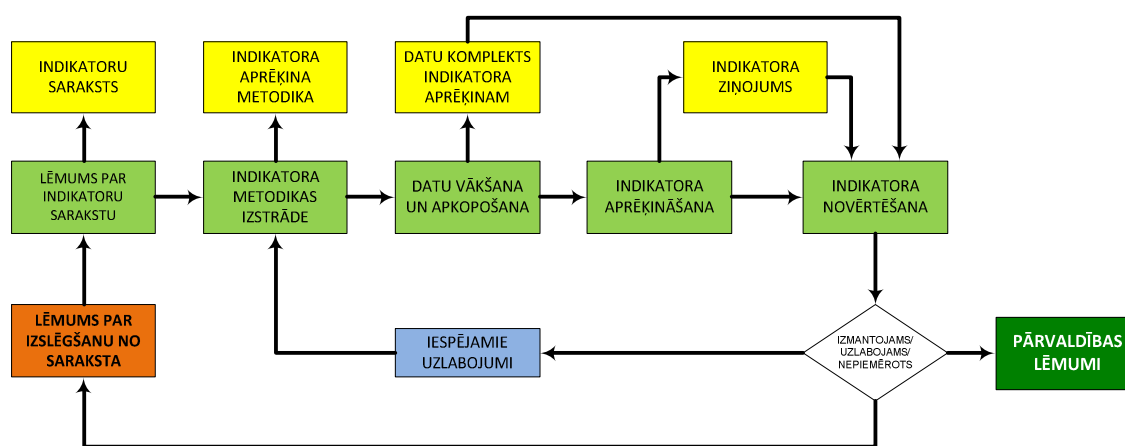 INDIKATORU
SARAKSTS
INDIKATORA
APRĒĶINA
METODIKA
DATU KOMPLEKTS
INDIKATORA
APRĒĶINAM
INDIKATORA
ZIŅOJUMS
LĒMUMS PAR
INDIKATORU
SARAKSTU
INDIKATORA
METODIKAS
IZSTRĀDE
DATU VĀKŠANA
UN APKOPOŠANA
INDIKATORA
APRĒĶINĀŠANA
INDIKATORA
NOVĒRTĒŠANA
LĒMUMS PAR
IZSLĒGŠANU NO
SARAKSTA
IESPĒJAMIE
UZLABOJUMI
IZMANTOJAMS/
UZLABOJAMS/
NEPIEMĒROTS
PĀRVALDĪBAS
LĒMUMI